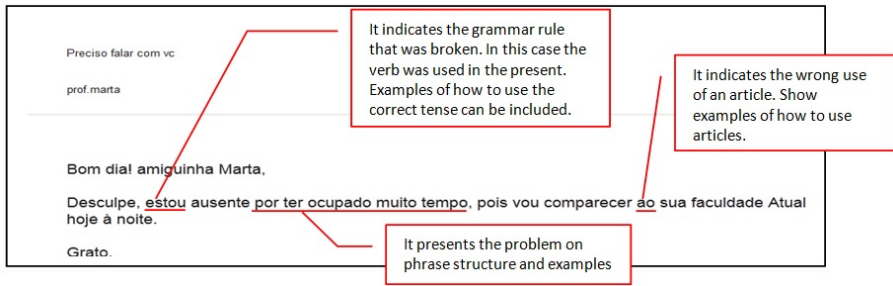 It indicates the grammar rule
that was broken. In this case the
verb was used in the present.
Examples of how to use the
correct tense can be included.
It indicates the wrong use
of an article. Show
examples of how to use
articles.
Preciso falar com vc
prof.marta
Bom dia! amiguinha Marta,
Desculpe, estou ausente por ter ocupado muito tempo, pois vou comparecer ao sua faculdade Atual
hoje à noite.
Grato.
It presents the problem on
phrase structure and examples